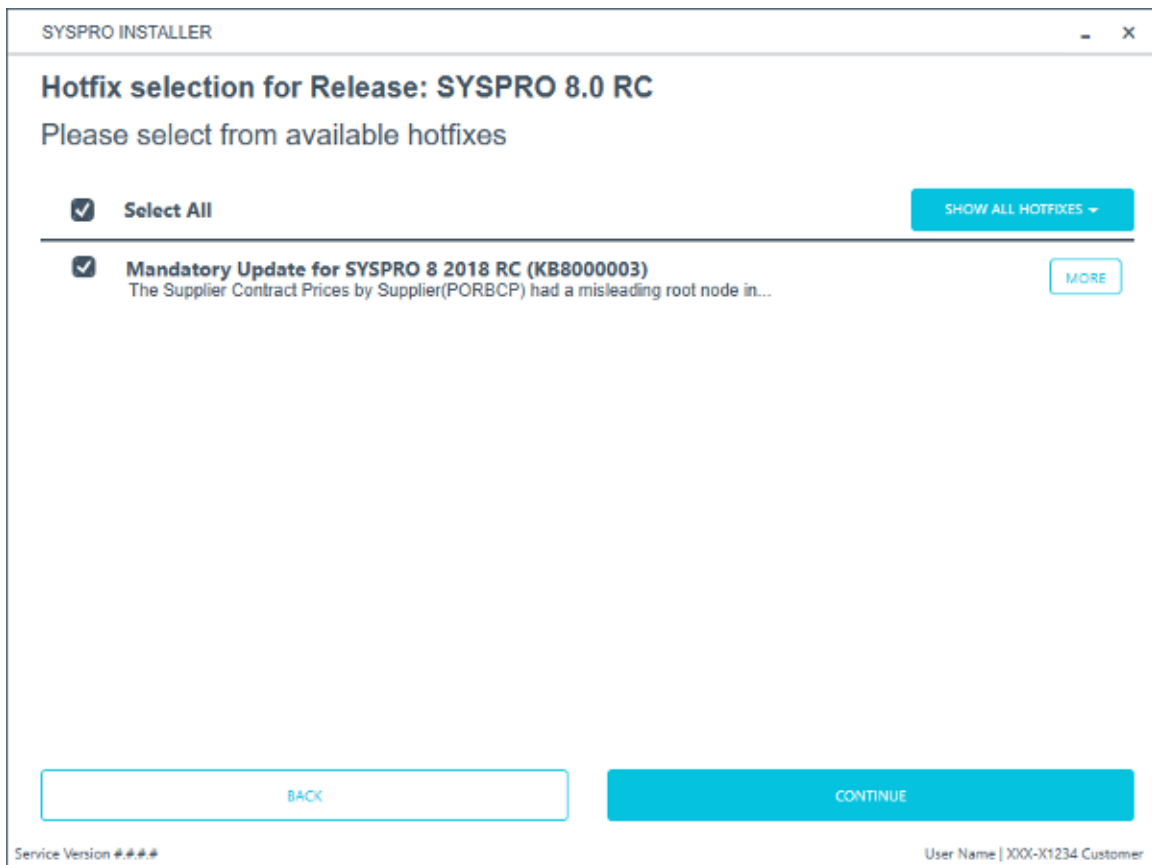 SYSPRO INSTALLER
Hotfix selection for Release: SYSPRO 8.0 RC
Please select from available hotfixes
Select All
SHOW ALL HOTFIXES
Mandatory Update for SYSPRO 8 2018 RC (KB8000003)
The Supplier Contract Prices by Supplier(PORBCP) had a misleading root node in...
MORE
BACK
CONTINUE
Service Version #.#.#.#
User Name | XXX-X1234 Customer